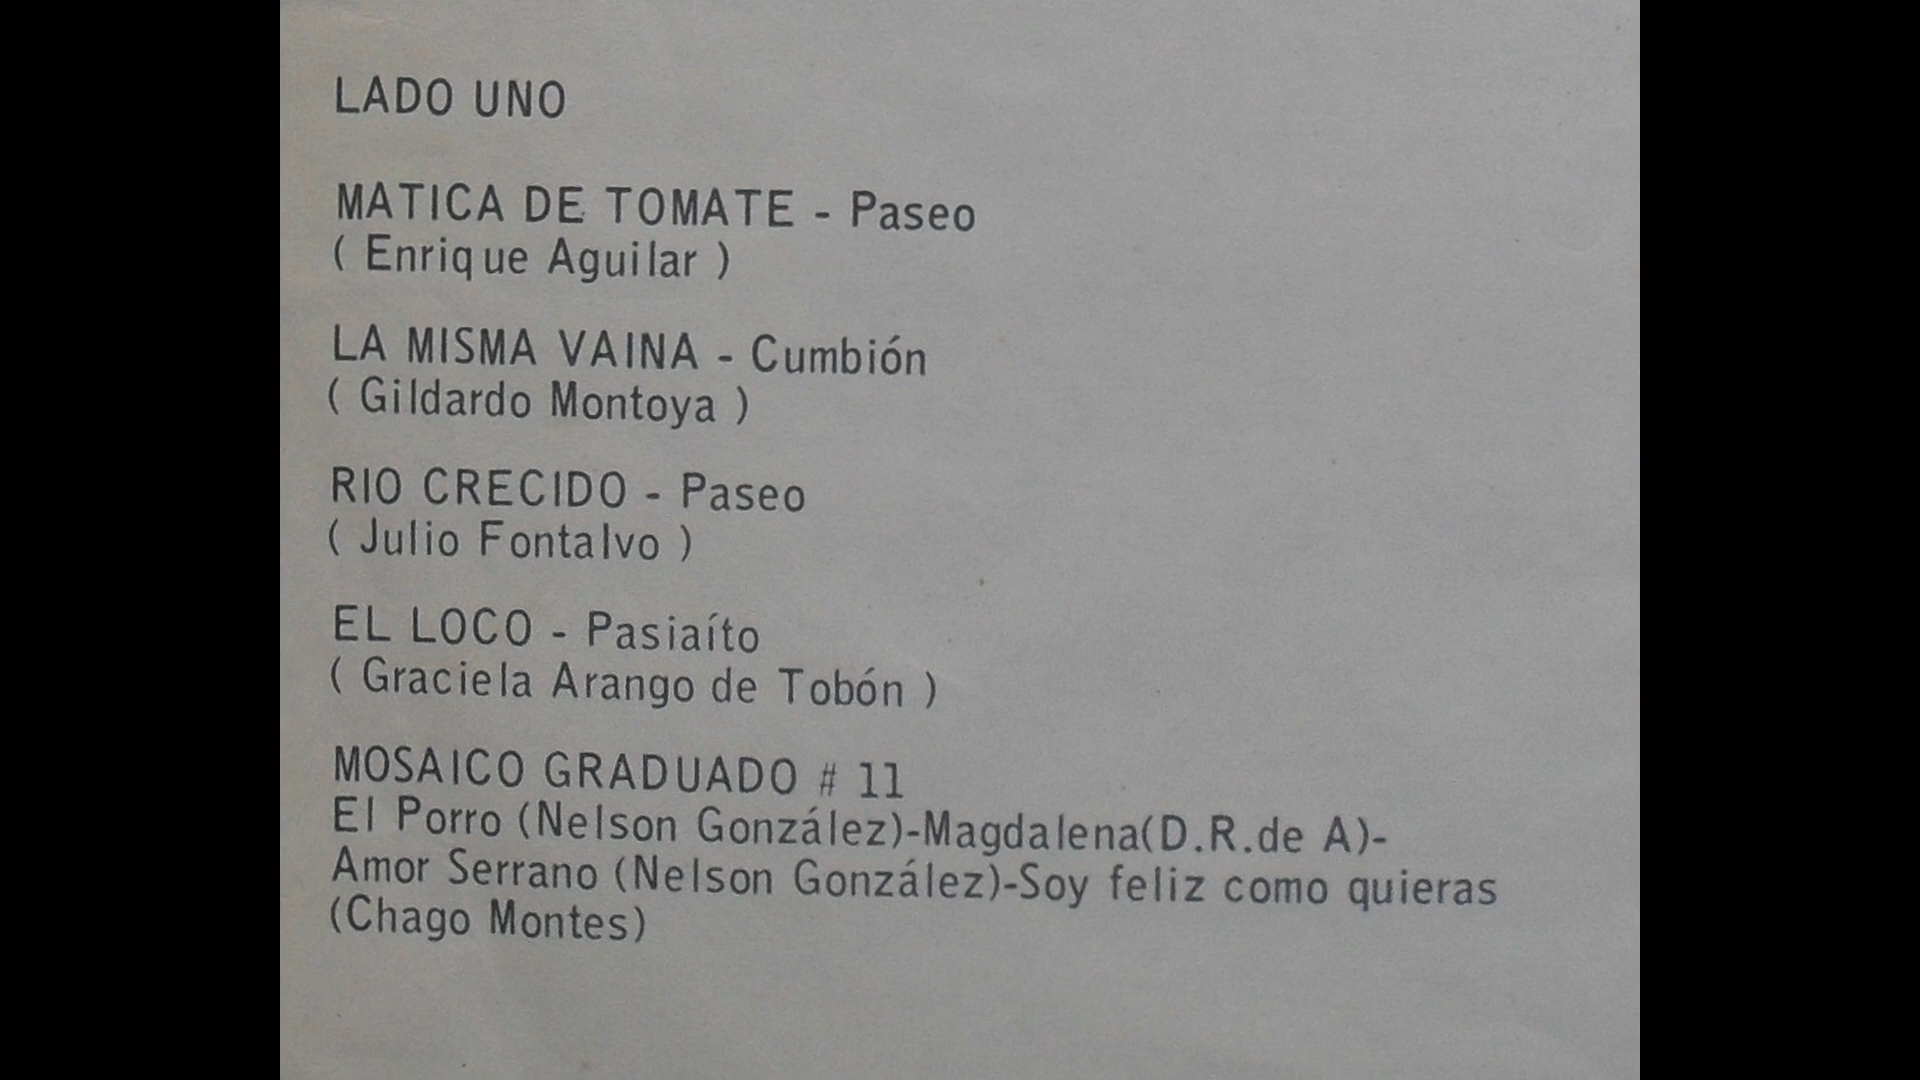 LADO UNO
MATICA DE TOMATE - Paseo
( Enrique Aguilar )
LA MISMA VAINA - Cumbión
( Gildardo Montoya )
RIO CRECIDO - Paseo
( Julio Fontalvo )
EL LOCO - Pasiaíto
( Graciela Arango de Tobón )
MOSAICO GRADUADO # 11
El Porro (Nelson González)-Magdalena(D.R.de A)-
Amor Serrano (Nelson González)-Soy feliz como quieras
(Chago Montes)